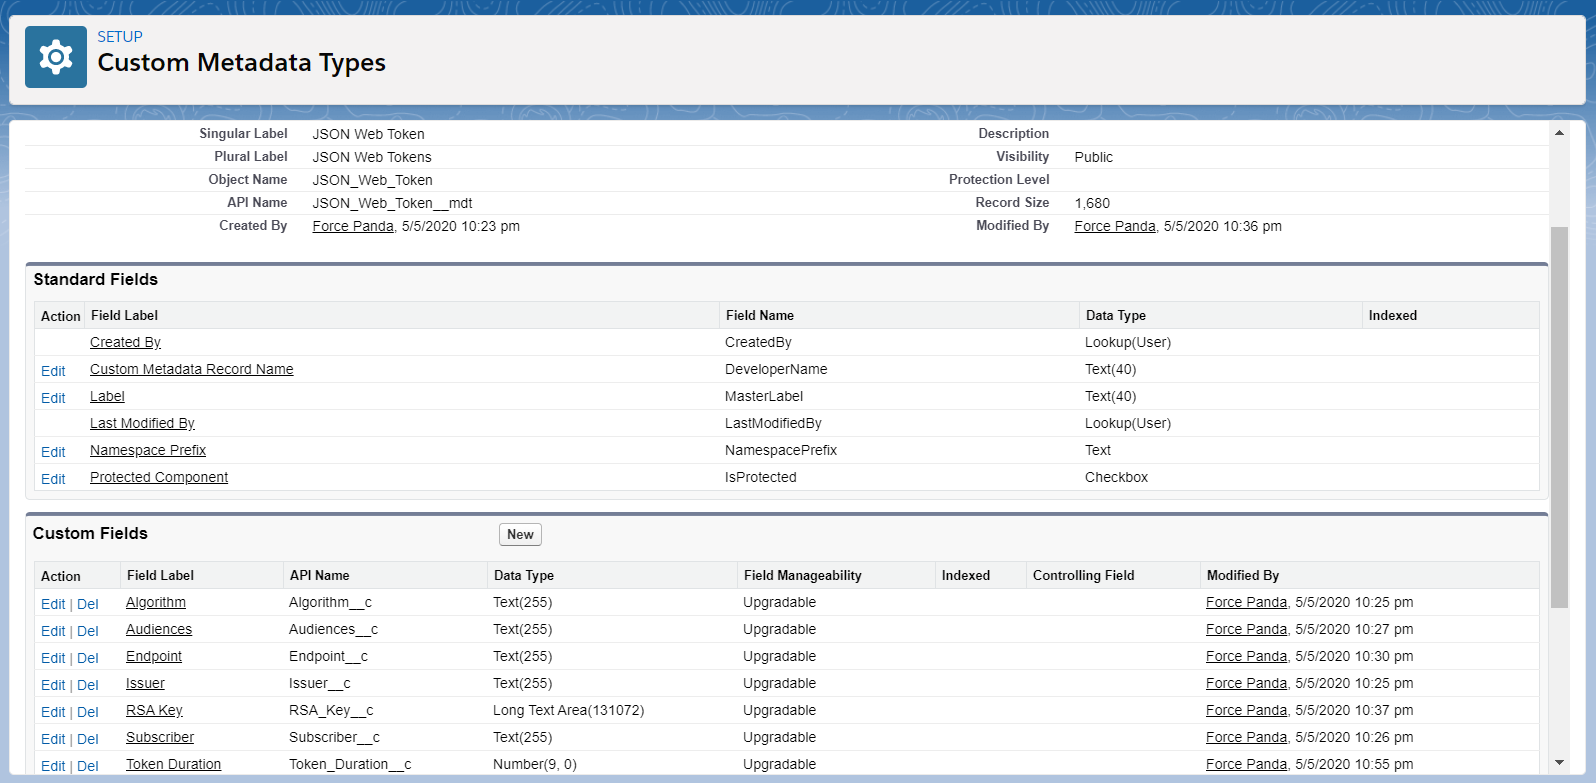 SETUP
Custom Metadata Types
Singular Label JSON Web Token Description
Plural Label JSON Web Tokens Visibility Public
Object Name JSON_Web_Token Protection Level
API Name JSON_Web_Token__mdt Record Size 1,680
Created By Force Panda, 5/5/2020 10:23 pm Modified By Force Panda, 5/5/2020 10:36 pm
Standard Fields
Action Field Label Field Name Data Type Indexed
Created By CreatedBy Lookup(User)
Edit Custom Metadata Record Name DeveloperName Text(40)
Edit Label MasterLabel Text(40)
Last Modified By LastModifiedBy Lookup(User)
Edit Namespace Prefix NamespacePrefix Text
Edit Protected Component IsProtected Checkbox
Custom Fields New
Action Field Label API Name Data Type Field Manageability Indexed Controlling Field Modified By
Edit | Del Algorithm Algorithm__c Text(255) Upgradable Force Panda, 5/5/2020 10:25 pm
Edit | Del Audiences Audiences__c Text(255) Upgradable Force Panda, 5/5/2020 10:27 pm
Edit | Del Endpoint Endpoint__c Text(255) Upgradable Force Panda, 5/5/2020 10:30 pm
Edit | Del Issuer Issuer__c Text(255) Upgradable Force Panda, 5/5/2020 10:25 pm
Edit | Del RSA Key RSA_Key__c Long Text Area(131072) Upgradable Force Panda, 5/5/2020 10:37 pm
Edit | Del Subscriber Subscriber__c Text(255) Upgradable Force Panda, 5/5/2020 10:26 pm
Edit | Del Token Duration Token_Duration__c Number(9, 0) Upgradable Force Panda, 5/5/2020 10:55 pm